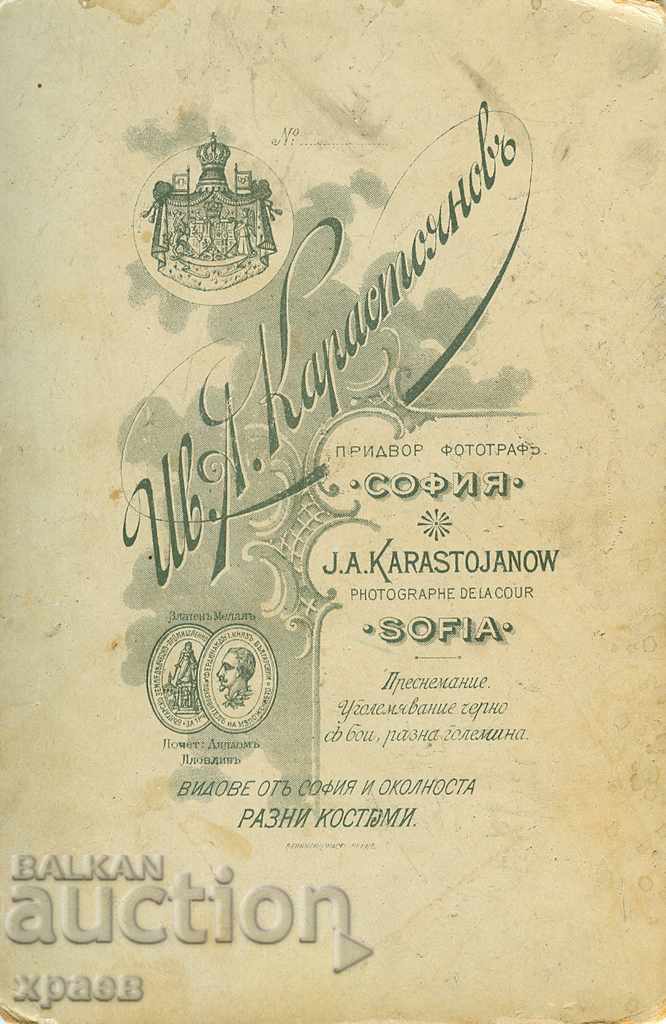 №
Ив. А. Карастояновъ
ПРИДВОР ФОТОГРАФЪ
·СОФИЯ·
J.A. KARASTOJANOW
PHOTOGRAPHE DE LA COUR
·SOFIA·
Златенъ Медалъ
Почет: Дипломъ
Пловдивъ
Преснемание.
Уголемявание черно
съ бои, разна големина.
ВИДОВЕ ОТЪ СОФИЯ И ОКОЛНОСТА
РАЗНИ КОСТЮМИ.
BALKAN
auction
храев